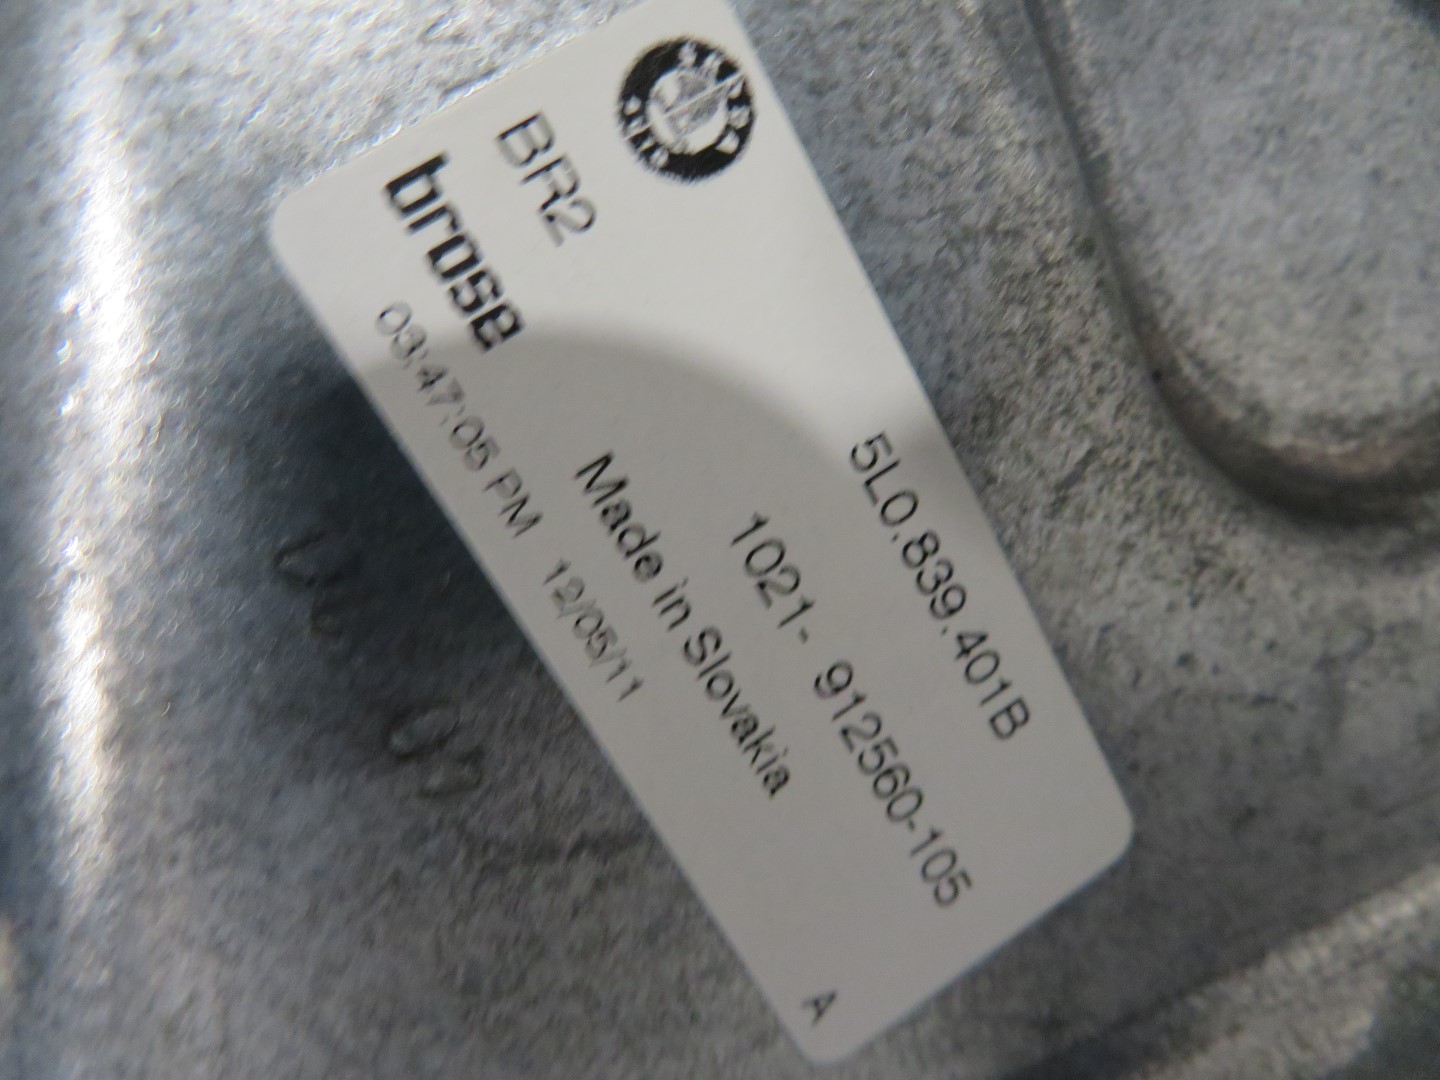 5L0.839.401B
1021- 912560-105
BR2
Made in Slovakia
brose
03:47:05 PM 12/05/11
A